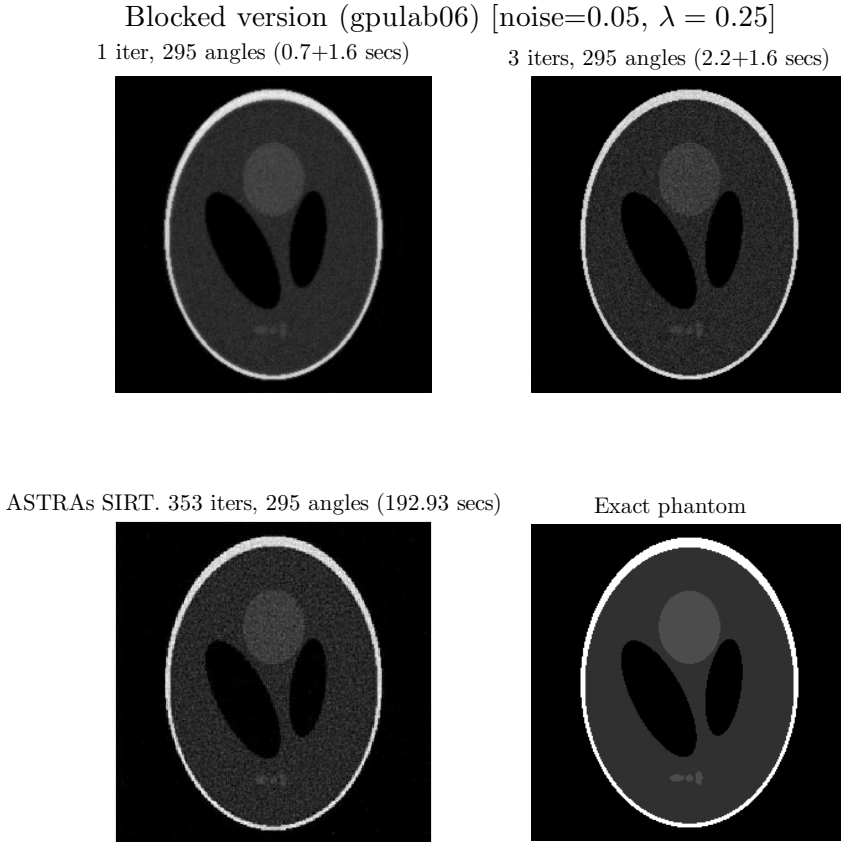 Blocked version (gpulab06) [noise=0.05, λ = 0.25]
1 iter, 295 angles (0.7+1.6 secs)
3 iters, 295 angles (2.2+1.6 secs)
ASTRAs SIRT. 353 iters, 295 angles (192.93 secs)
Exact phantom